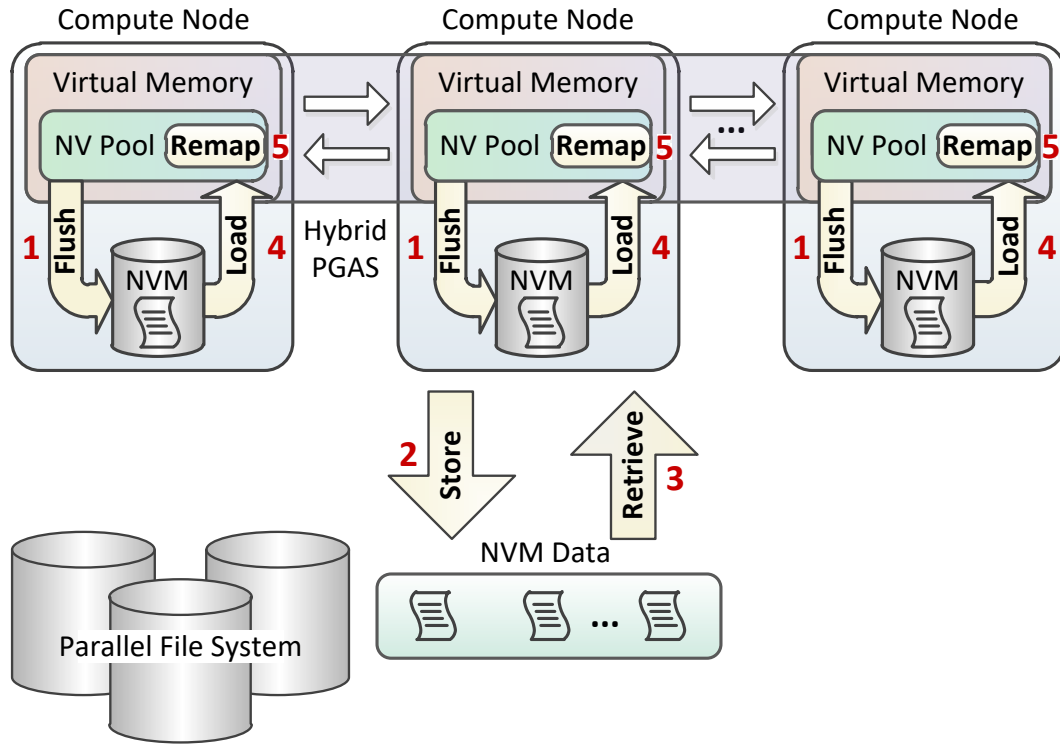 Compute Node Compute Node Compute Node
Virtual Memory Virtual Memory Virtual Memory
...
NV Pool Remap 5 NV Pool Remap 5 NV Pool Remap 5
1 Flush Load 4 1 Flush Load 4 1 Flush Load 4
Hybrid
PGAS
NVM NVM NVM
2 Store Retrieve 3
NVM Data
...
Parallel File System